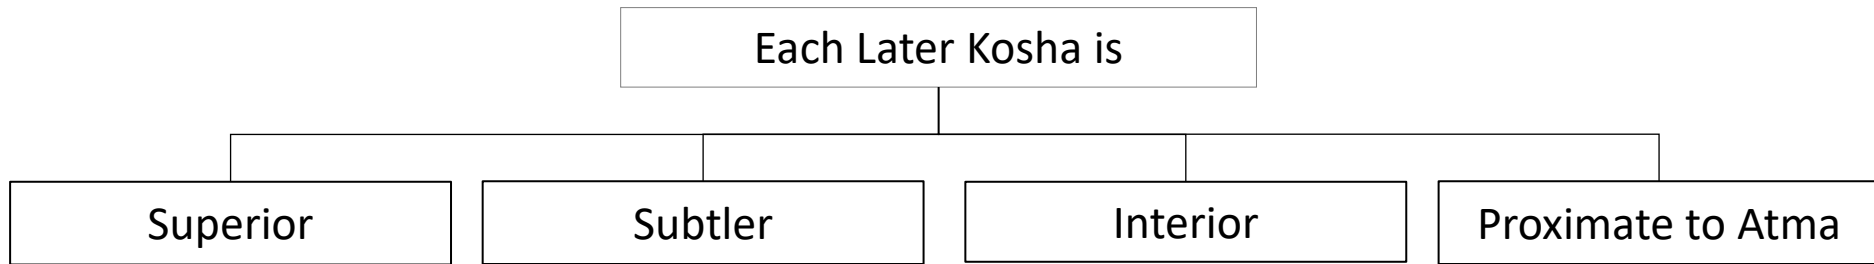 Each Later Kosha is
Superior
Subtler
Interior
Proximate to Atma